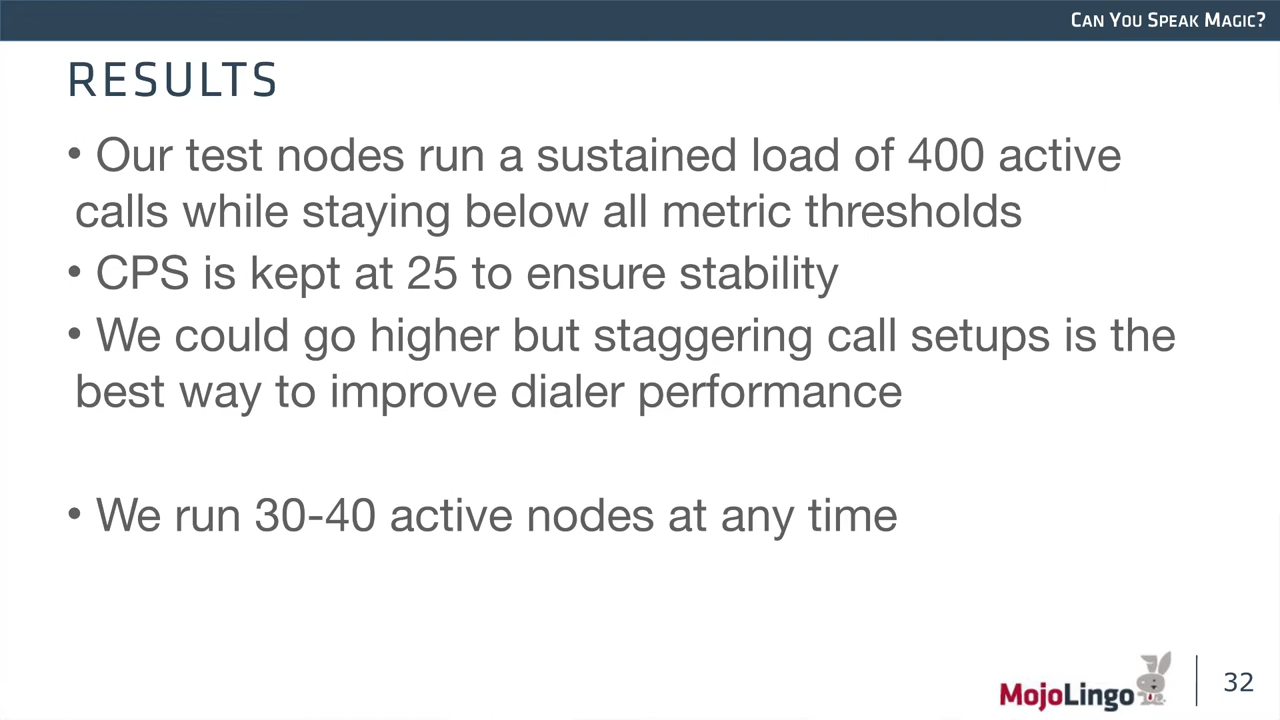 Can You Speak Magic?
RESULTS
• Our test nodes run a sustained load of 400 active
calls while staying below all metric thresholds
• CPS is kept at 25 to ensure stability
• We could go higher but staggering call setups is the
best way to improve dialer performance
• We run 30-40 active nodes at any time
MojoLingo
32